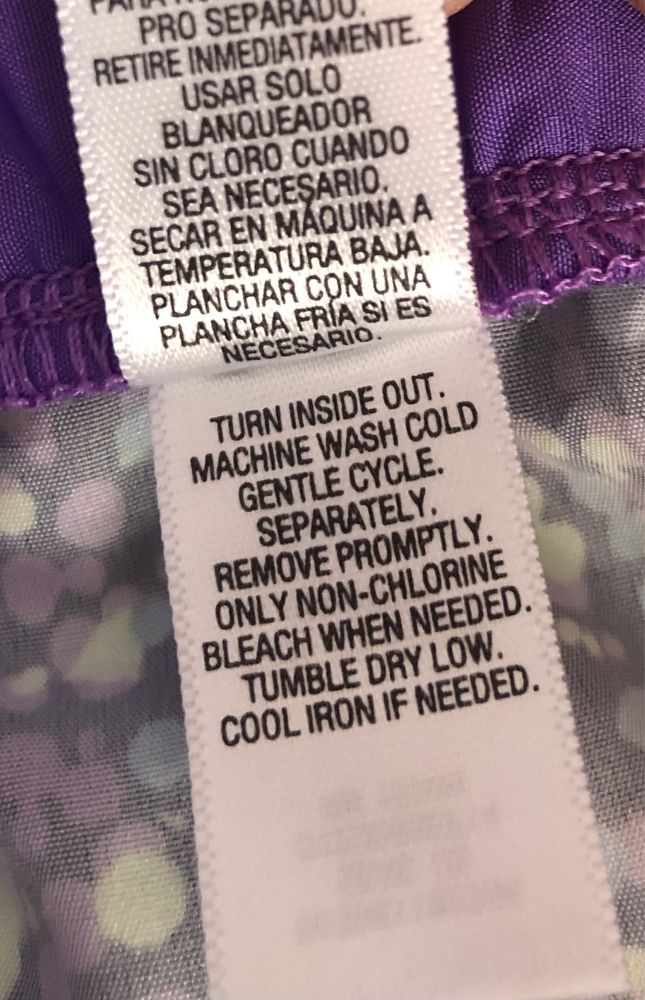 PARA
PRO SEPARADO.
RETIRE INMEDIATAMENTE.
USAR SOLO
BLANQUEADOR
SIN CLORO CUANDO
SEA NECESARIO.
SECAR EN MÁQUINA A
TEMPERATURA BAJA.
PLANCHAR CON UNA
PLANCHA FRÍA SI ES
NECESARIO.
TURN INSIDE OUT.
MACHINE WASH COLD
GENTLE CYCLE.
SEPARATELY.
REMOVE PROMPTLY.
ONLY NON-CHLORINE
BLEACH WHEN NEEDED.
TUMBLE DRY LOW.
COOL IRON IF NEEDED.